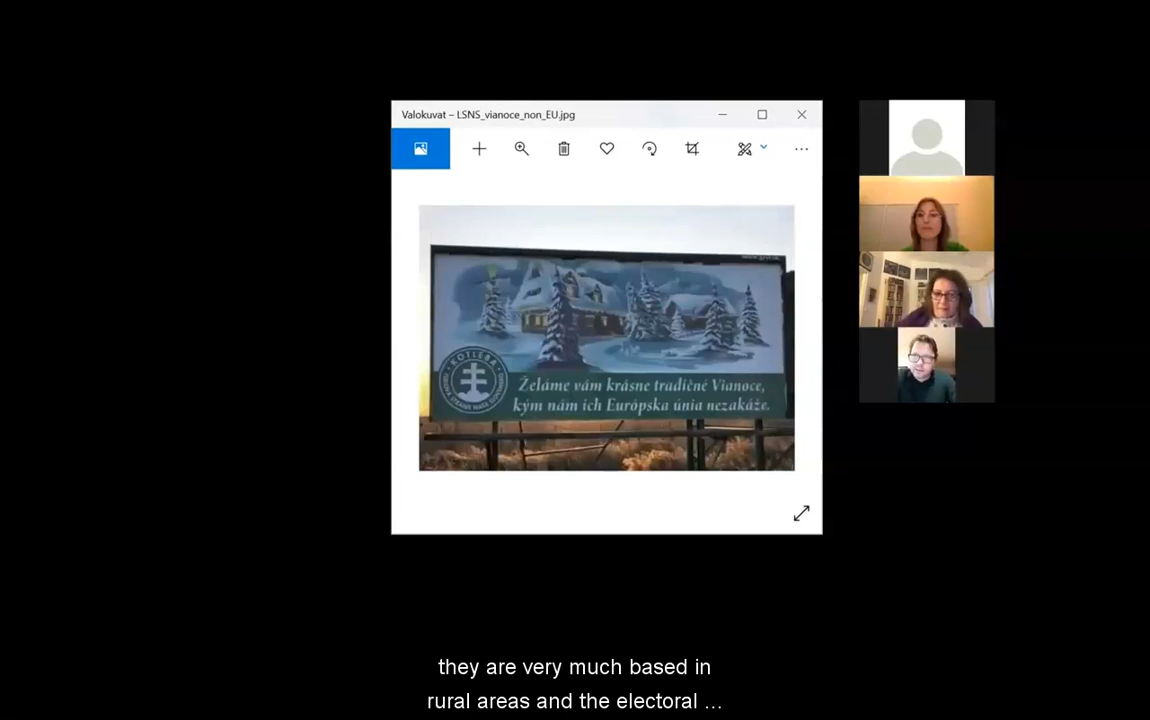 Valokuvat – LSNS_vianoce_non_EU.jpg
KOTLEBA
Želáme vám krásne tradičné Vianoce,
kým nám ich Európska únia nezakáže.
they are very much based in
rural areas and the electoral ...